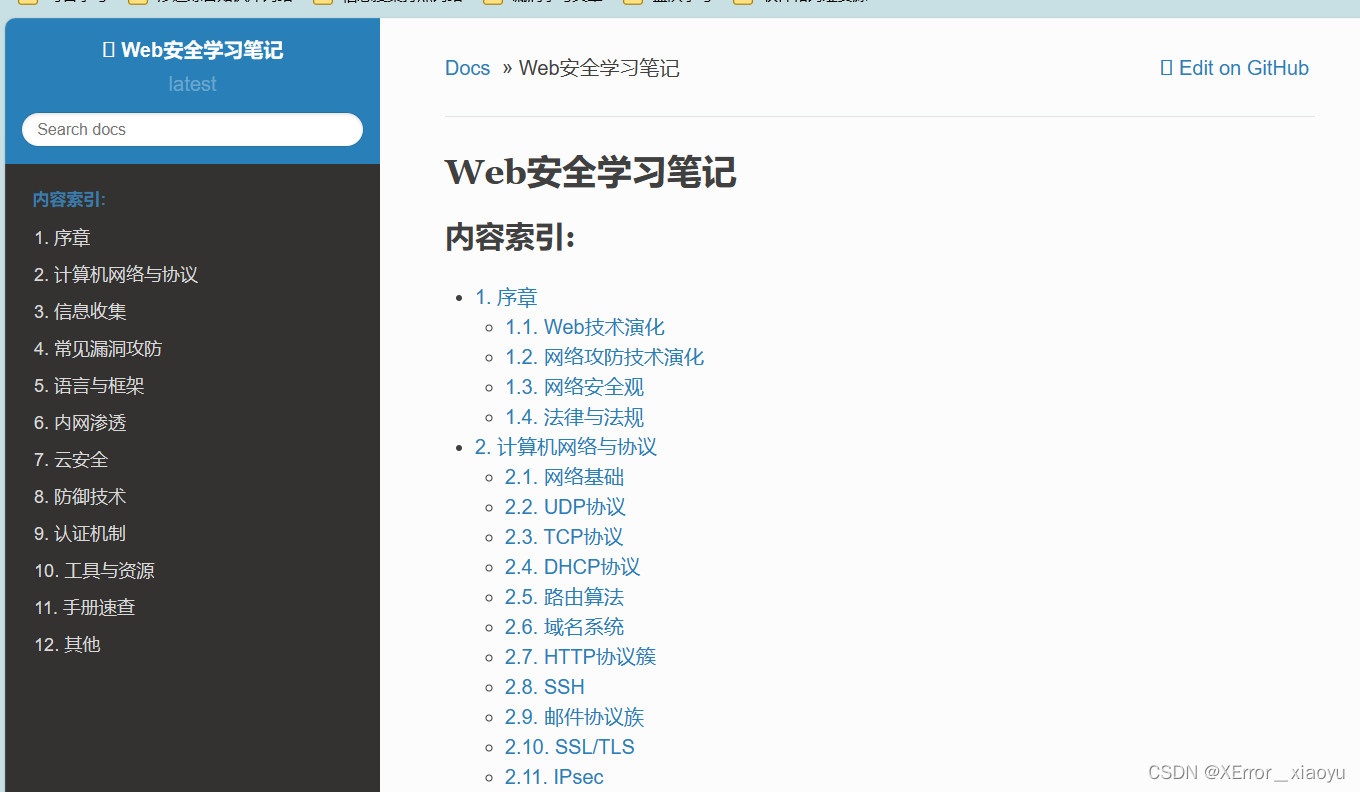 Web安全学习笔记
latest
Search docs
内容索引:
1. 序章
2. 计算机网络与协议
3. 信息收集
4. 常见漏洞攻防
5. 语言与框架
6. 内网渗透
7. 云安全
8. 防御技术
9. 认证机制
10. 工具与资源
11. 手册速查
12. 其他
Docs » Web安全学习笔记
Edit on GitHub
Web安全学习笔记
内容索引:
1. 序章
1.1. Web技术演化
1.2. 网络攻防技术演化
1.3. 网络安全观
1.4. 法律与法规
2. 计算机网络与协议
2.1. 网络基础
2.2. UDP协议
2.3. TCP协议
2.4. DHCP协议
2.5. 路由算法
2.6. 域名系统
2.7. HTTP协议簇
2.8. SSH
2.9. 邮件协议族
2.10. SSL/TLS
2.11. IPsec
CSDN @XError＿xiaoyu